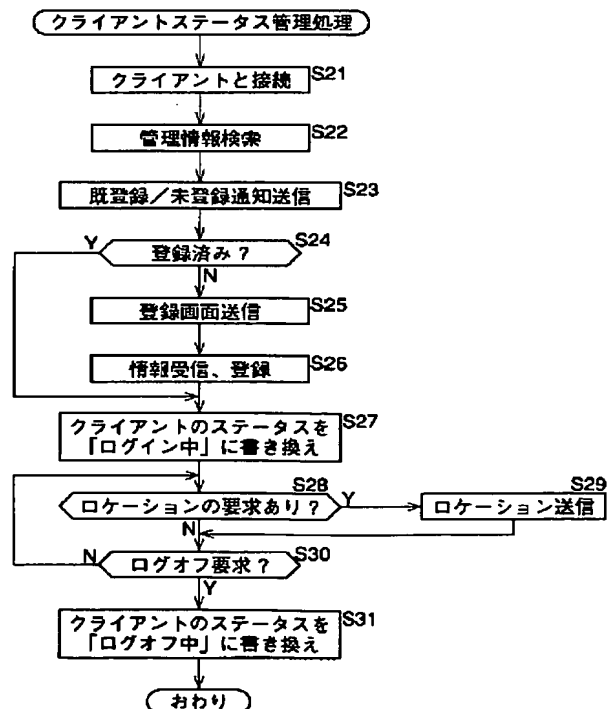 クライアントステータス管理処理
クライアントと接続
S21
管理情報検索
S22
既登録／未登録通知送信
S23
登録済み？
S24
Y
N
登録画面送信
S25
情報受信、登録
S26
クライアントのステータスを
「ログイン中」に書き換え
S27
ロケーションの要求あり？
S28
Y
ロケーション送信
S29
N
ログオフ要求？
S30
N
Y
クライアントのステータスを
「ログオフ中」に書き換え
S31
おわり